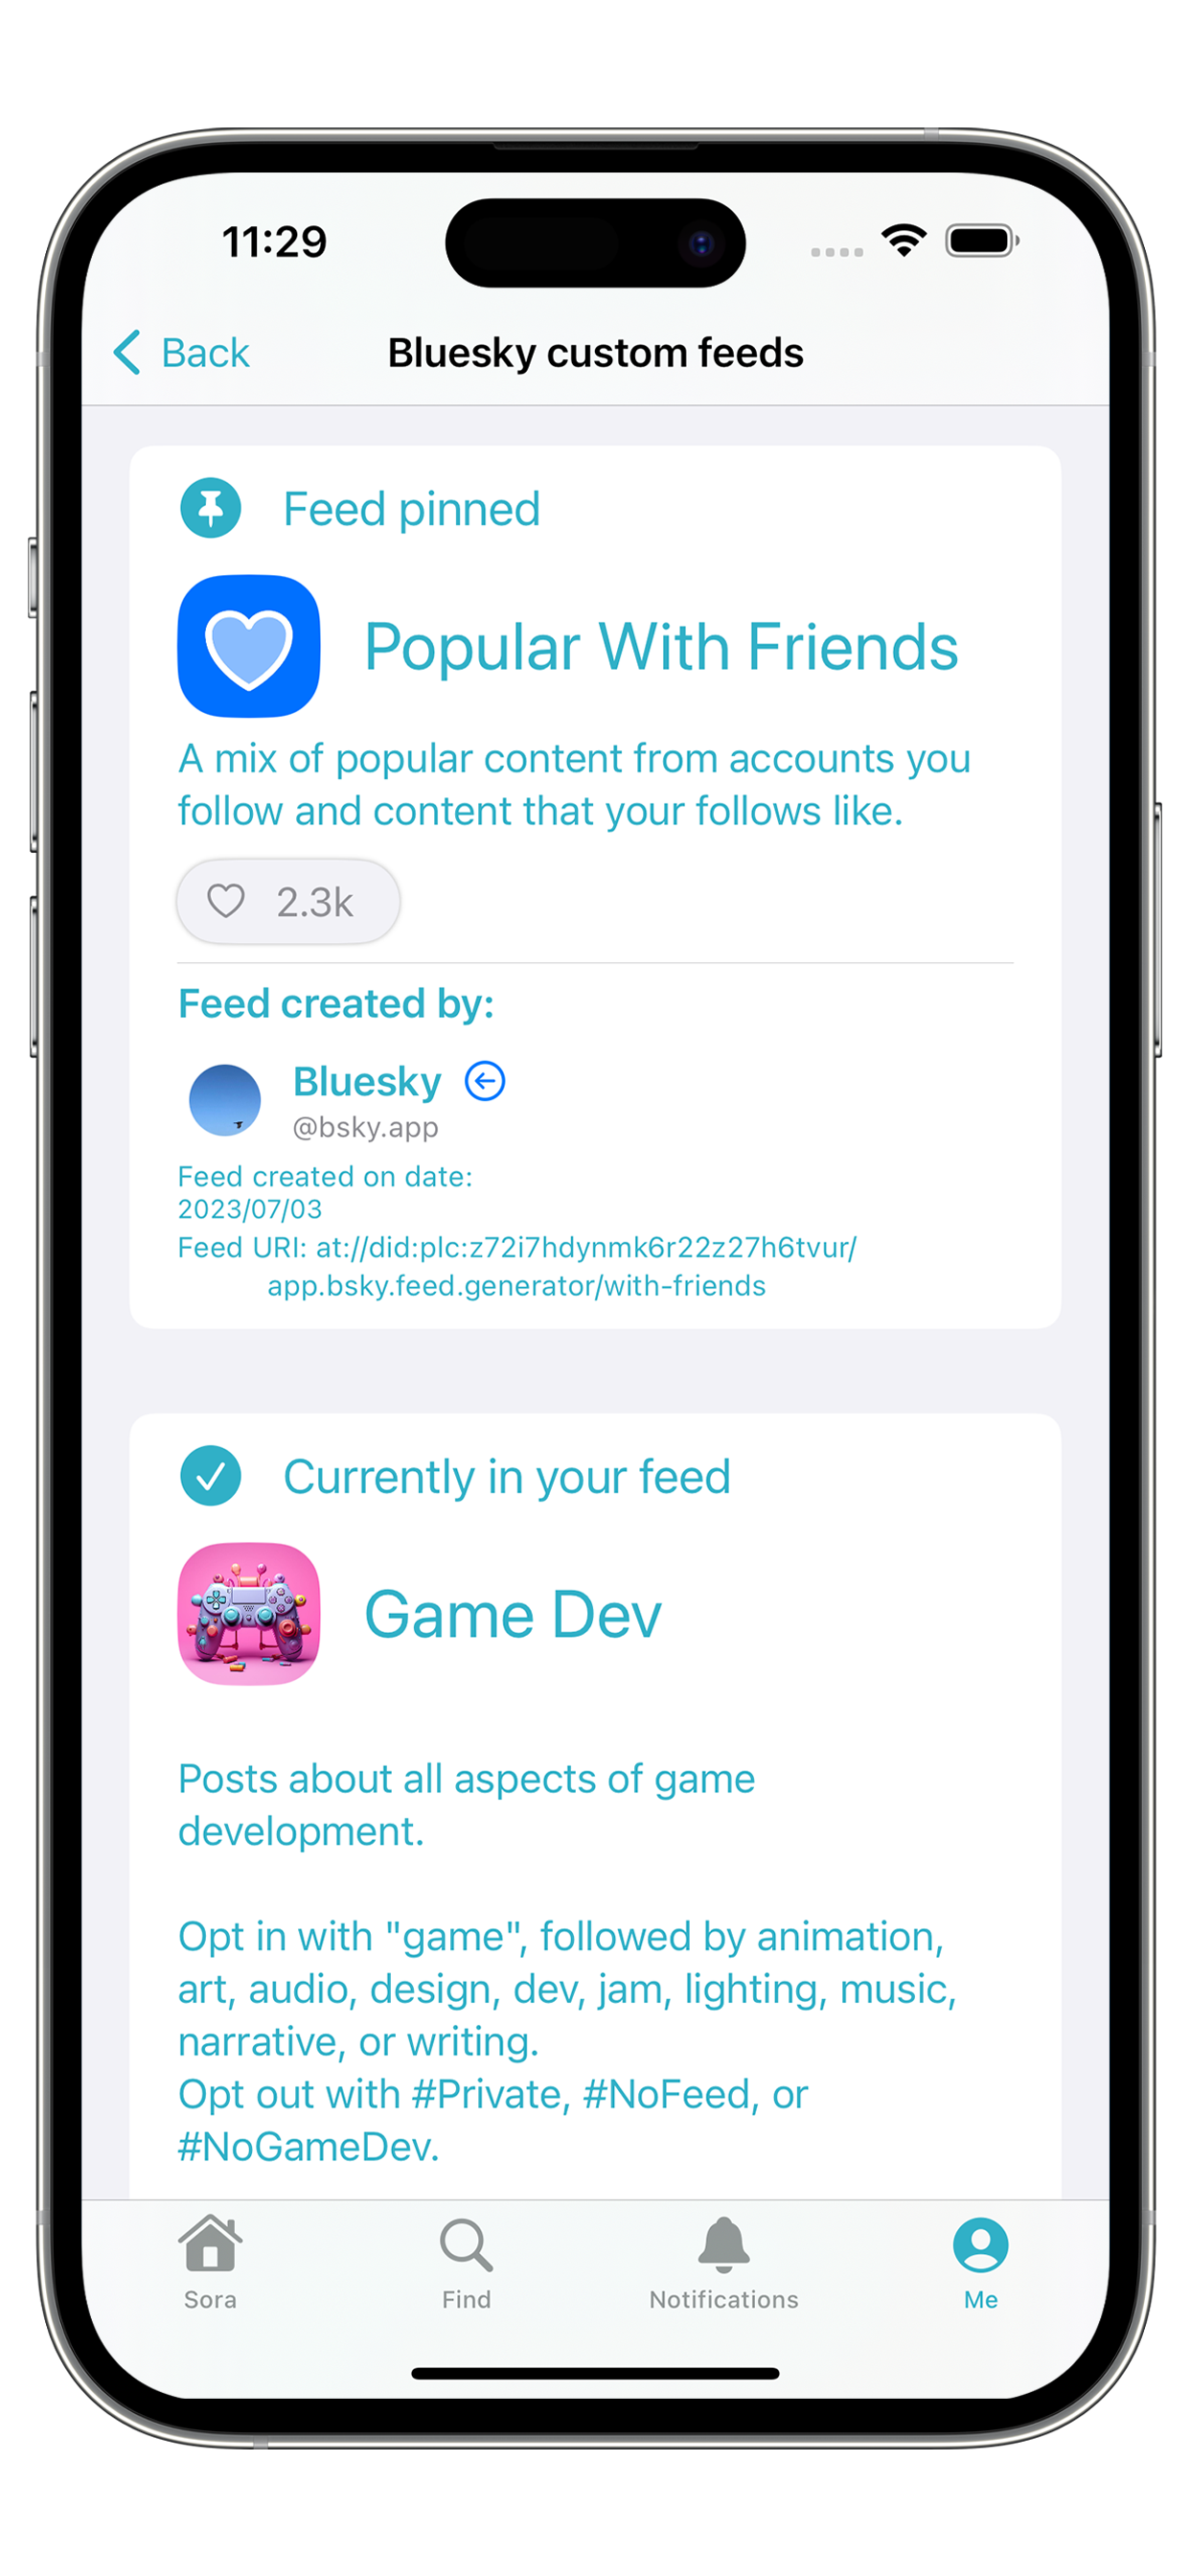 11:29
Back
Bluesky custom feeds
Feed pinned
Popular With Friends
A mix of popular content from accounts you
follow and content that your follows like.
2.3k
Feed created by:
Bluesky
@bsky.app
Feed created on date:
2023/07/03
Feed URI: at://did:plc:z72i7hdynmk6r22z27h6tvur/
app.bsky.feed.generator/with-friends
Currently in your feed
Game Dev
Posts about all aspects of game
development.
Opt in with "game", followed by animation,
art, audio, design, dev, jam, lighting, music,
narrative, or writing.
Opt out with #Private, #NoFeed, or
#NoGameDev.
Sora
Find
Notifications
Me